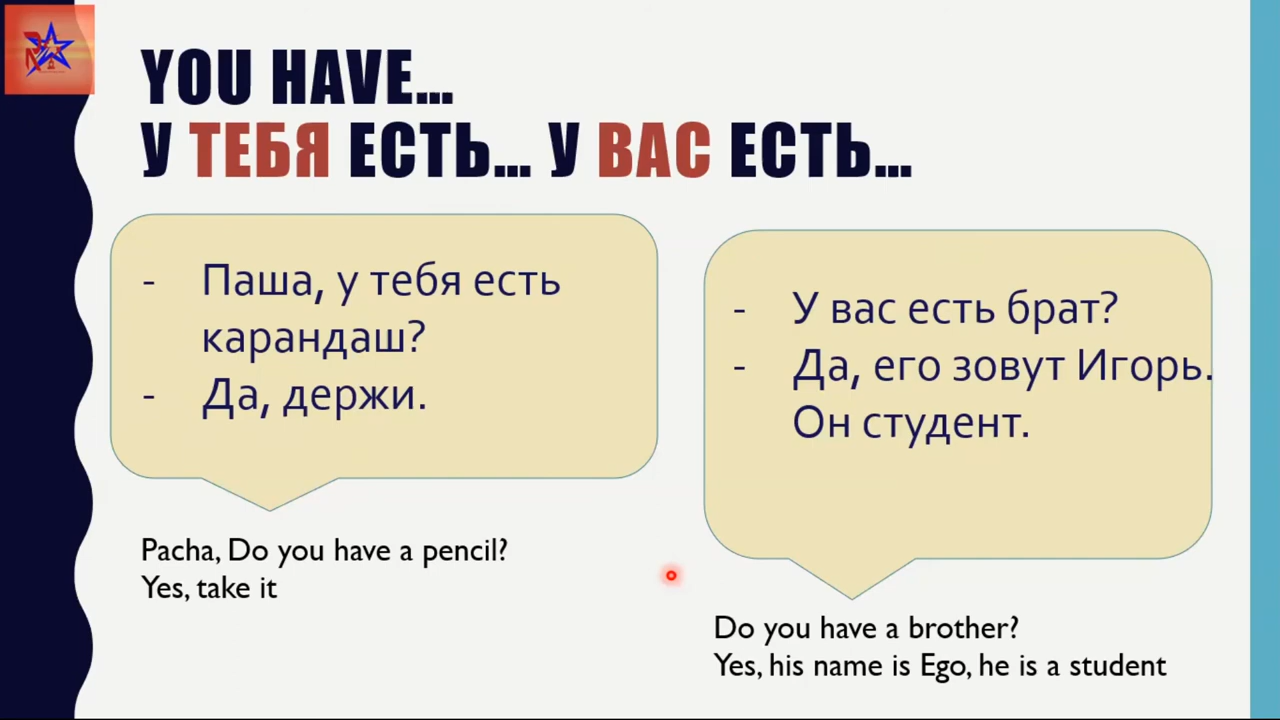 YOU HAVE...
У ТЕБЯ ЕСТЬ... У ВАС ЕСТЬ...
- Паша, у тебя есть
карандаш?
- Да, держи.
- У вас есть брат?
- Да, его зовут Игорь.
Он студент.
Pacha, Do you have a pencil?
Yes, take it
Do you have a brother?
Yes, his name is Ego, he is a student